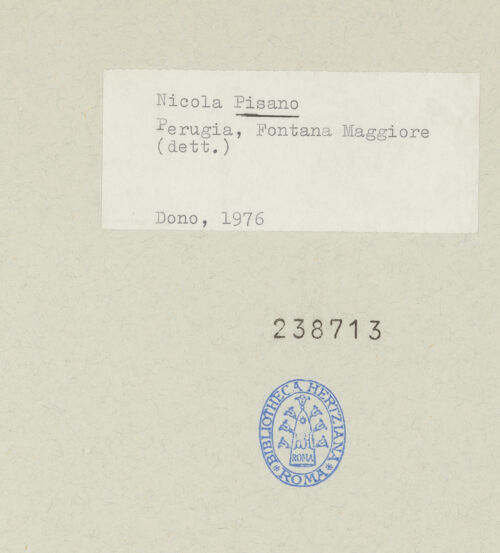 Nicola Pisano
Perugia, Fontana Maggiore
(dett.)
Dono, 1976
238713
BIBLIOTHECA HERTZIANA
ROMA
* ROMA *